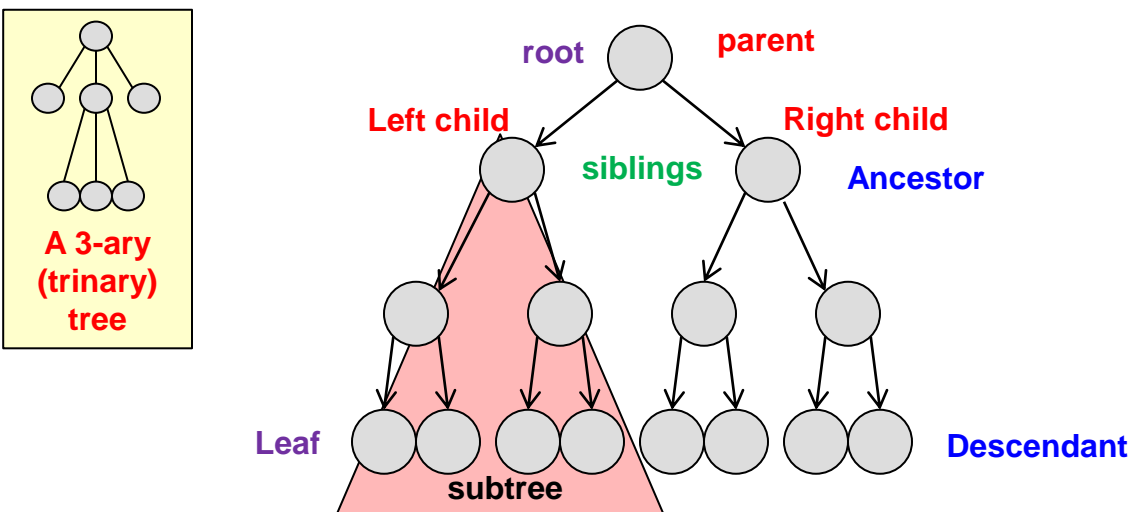 root
parent
Left child
Right child
siblings
Ancestor
A 3-ary
(trinary)
tree
Leaf
Descendant
subtree